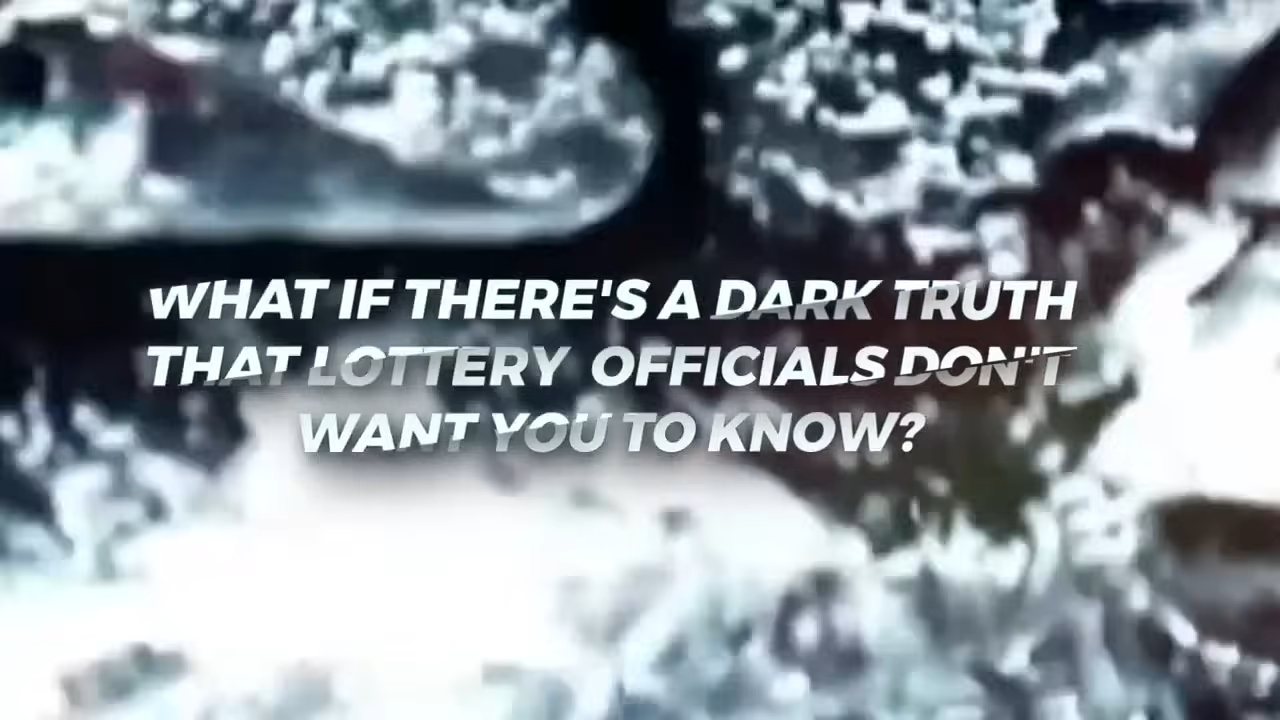 WHAT IF THERE'S A DARK TRUTH
THAT LOTTERY OFFICIALS DON'T
WANT YOU TO KNOW?